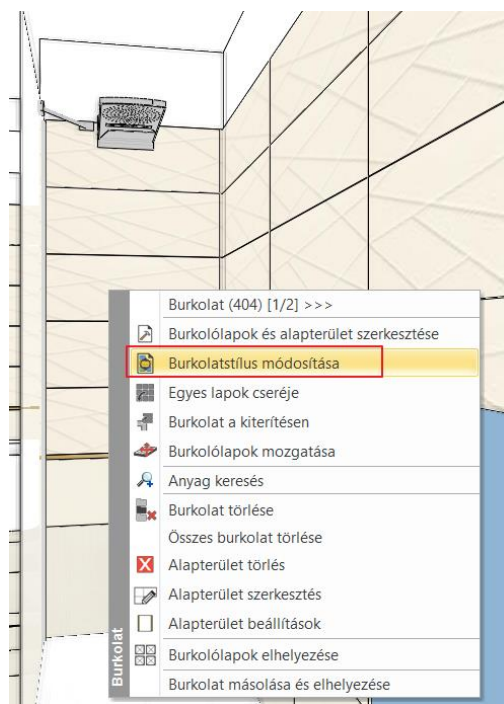 Burkolat (404) [1/2] >>>
Burkolólapok és alapterület szerkesztése
Burkolatstílus módosítása
Egyes lapok cseréje
Burkolat a kiterítésen
Burkolólapok mozgatása
Anyag keresés
Burkolat törlése
Összes burkolat törlése
Alapterület törlés
Alapterület szerkesztés
Alapterület beállítások
Burkolólapok elhelyezése
Burkolat másolása és elhelyezése
Burkolat